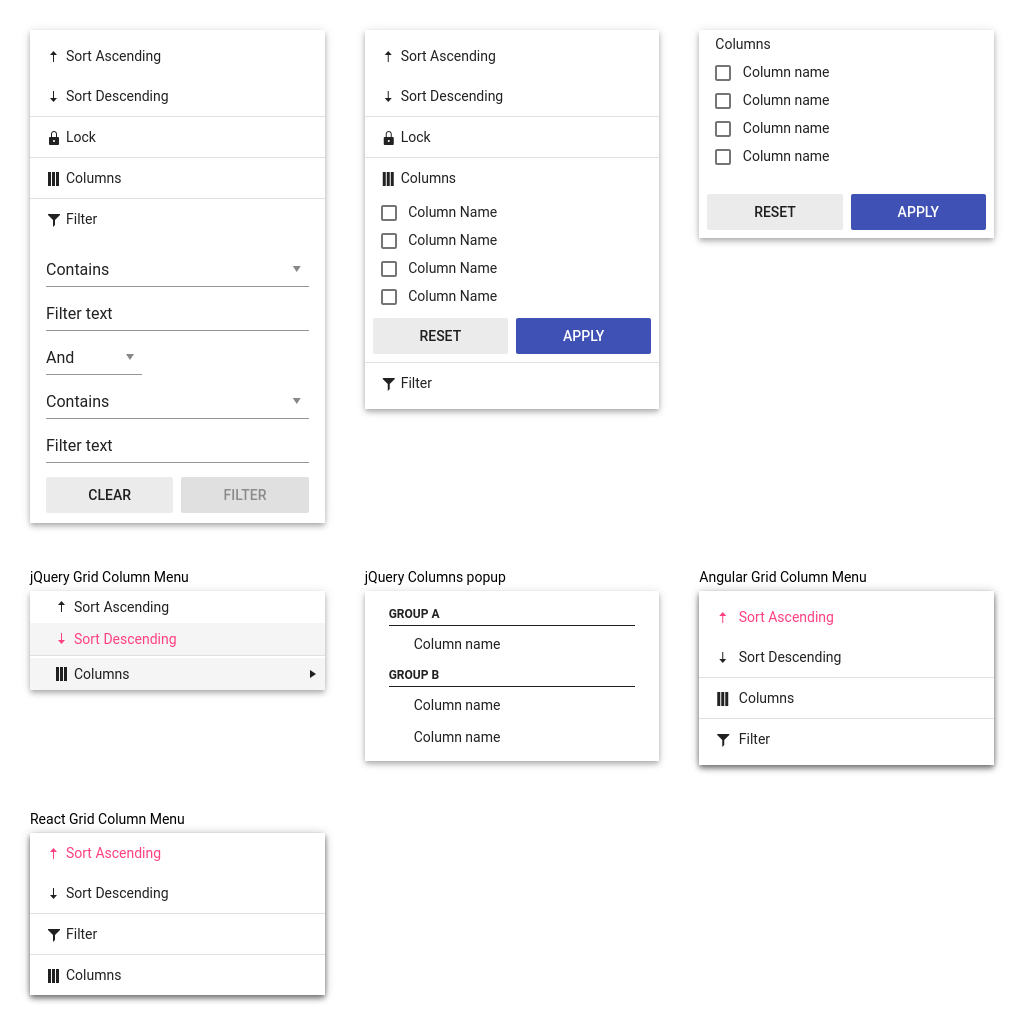 Sort Ascending
Sort Descending
Lock
Columns
Filter
Contains
Filter text
And
Contains
Filter text
CLEAR FILTER
Sort Ascending
Sort Descending
Lock
Columns
Column Name
Column Name
Column Name
Column Name
RESET APPLY
Filter
Columns
Column name
Column name
Column name
Column name
RESET APPLY
jQuery Grid Column Menu
Sort Ascending
Sort Descending
Columns
jQuery Columns popup
GROUP A
Column name
GROUP B
Column name
Column name
Angular Grid Column Menu
Sort Ascending
Sort Descending
Columns
Filter
React Grid Column Menu
Sort Ascending
Sort Descending
Filter
Columns